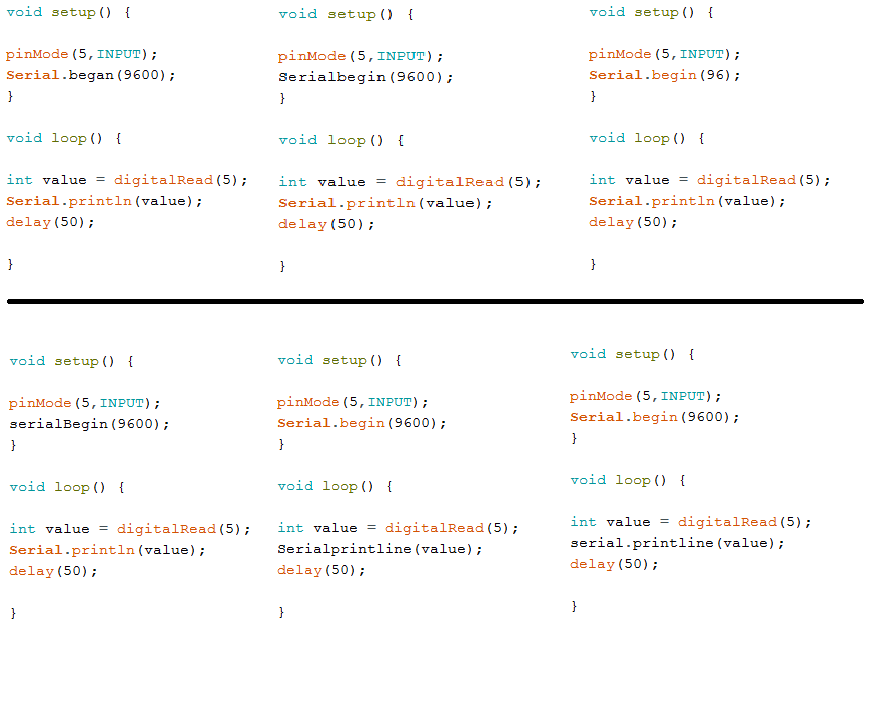 void setup() {
pinMode(5,INPUT);
Serial.began(9600);
}
void loop() {
int value = digitalRead(5);
Serial.println(value);
delay(50);
}
void setup() {
pinMode(5,INPUT);
Serialbegin(9600);
}
void loop() {
int value = digitalRead(5);
Serial.println(value);
delay(50);
}
void setup() {
pinMode(5,INPUT);
Serial.begin(96);
}
void loop() {
int value = digitalRead(5);
Serial.println(value);
delay(50);
}
void setup() {
pinMode(5,INPUT);
serialBegin(9600);
}
void loop() {
int value = digitalRead(5);
Serial.println(value);
delay(50);
}
void setup() {
pinMode(5,INPUT);
Serial.begin(9600);
}
void loop() {
int value = digitalRead(5);
Serialprintline(value);
delay(50);
}
void setup() {
pinMode(5,INPUT);
Serial.begin(9600);
}
void loop() {
int value = digitalRead(5);
serial.printline(value);
delay(50);
}